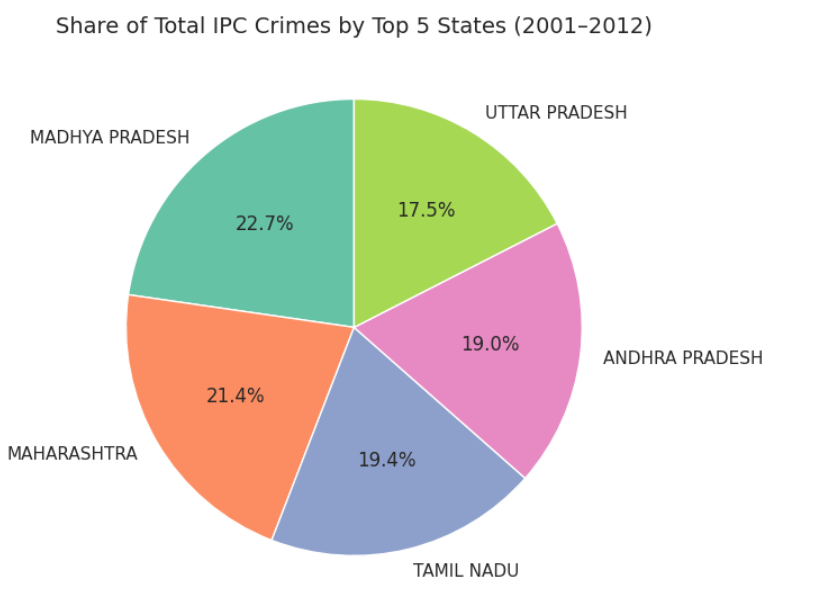 Share of Total IPC Crimes by Top 5 States (2001–2012)
UTTAR PRADESH
MADHYA PRADESH
17.5%
22.7%
19.0%
ANDHRA PRADESH
21.4%
MAHARASHTRA
19.4%
TAMIL NADU